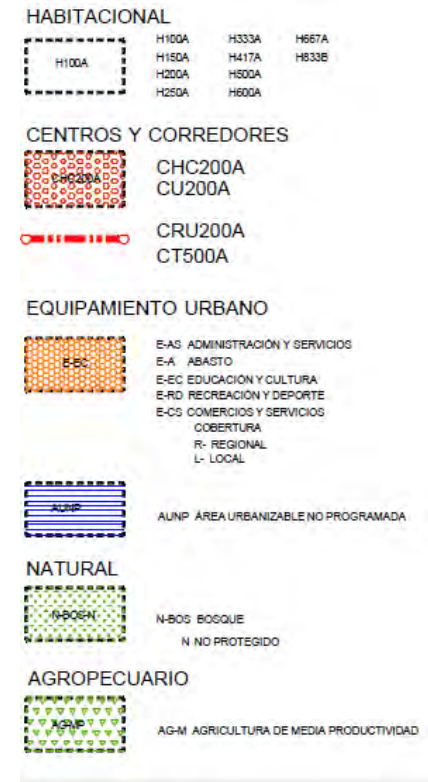 HABITACIONAL
H100A
H100A H333A H667A
H150A H417A H833B
H200A H500A
H250A H600A
CENTROS Y CORREDORES
CHC200A
CHC200A
CU200A
CRU200A
CT500A
EQUIPAMIENTO URBANO
E-EC
E-AS ADMINISTRACIÓN Y SERVICIOS
E-A ABASTO
E-EC EDUCACIÓN Y CULTURA
E-RD RECREACIÓN Y DEPORTE
E-CS COMERCIOS Y SERVICIOS
COBERTURA
R- REGIONAL
L- LOCAL
AUNP
AUNP ÁREA URBANIZABLE NO PROGRAMADA
NATURAL
N-BOS-N
N-BOS BOSQUE
N NO PROTEGIDO
AGROPECUARIO
AG-MP
AG-M AGRICULTURA DE MEDIA PRODUCTIVIDAD